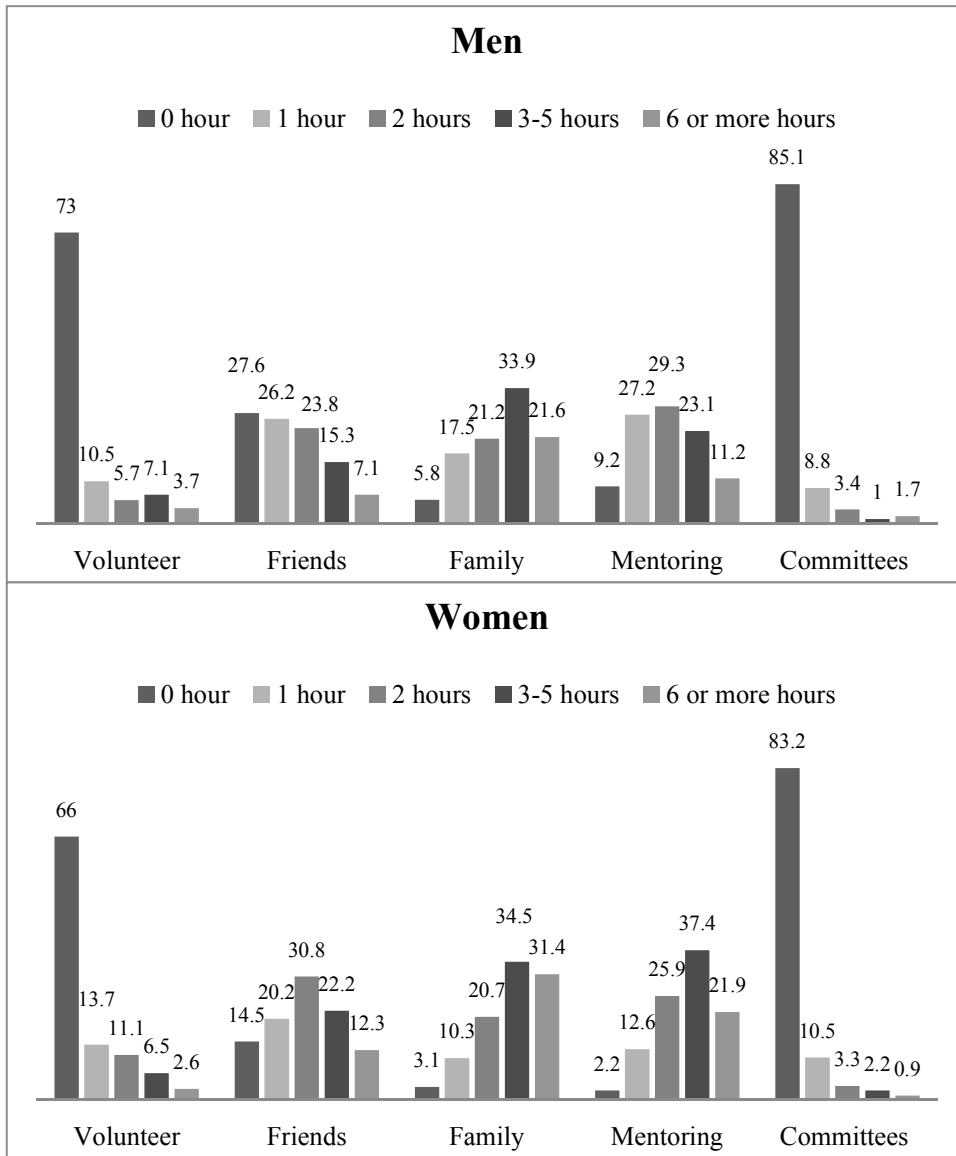 Men
0 hour 1 hour 2 hours 3-5 hours 6 or more hours
73 10.5 5.7 7.1 3.7
27.6 26.2 23.8 15.3 7.1
5.8 17.5 21.2 33.9 21.6
9.2 27.2 29.3 23.1 11.2
85.1 8.8 3.4 1 1.7
Volunteer Friends Family Mentoring Committees
Women
0 hour 1 hour 2 hours 3-5 hours 6 or more hours
66 13.7 11.1 6.5 2.6
14.5 20.2 30.8 22.2 12.3
3.1 10.3 20.7 34.5 31.4
2.2 12.6 25.9 37.4 21.9
83.2 10.5 3.3 2.2 0.9
Volunteer Friends Family Mentoring Committees